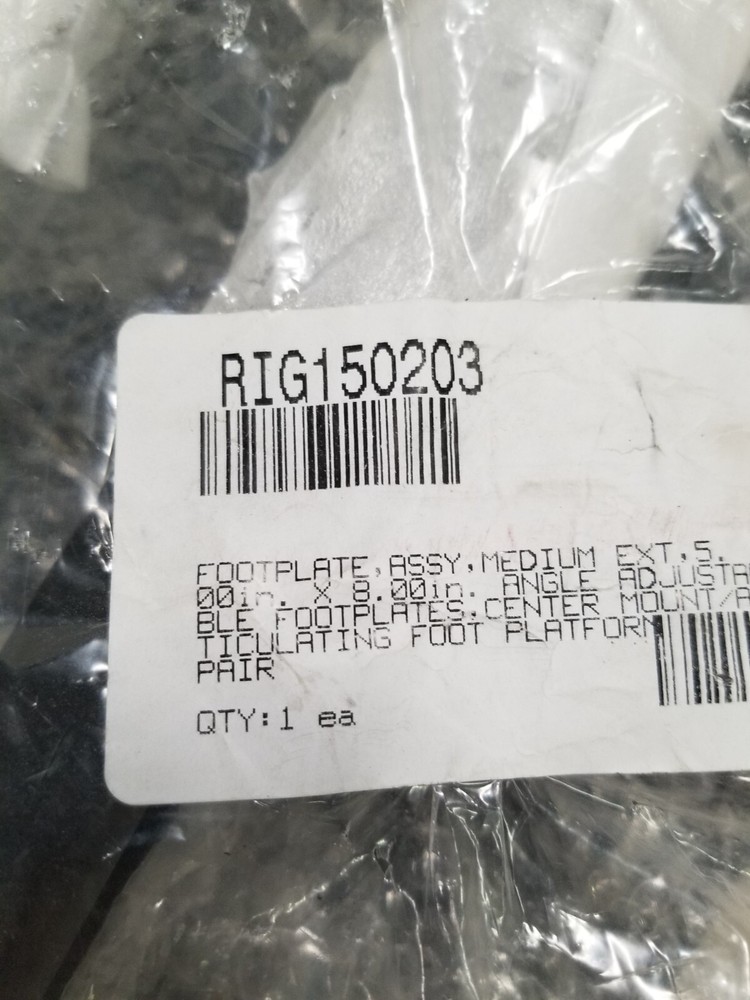 RIG150203
FOOTPLATE,ASSY,MEDIUM EXT,5.
00in. X 8.00in. ANGLE ADJUSTA
BLE FOOTPLATES.CENTER MOUNT/A
TICULATING FOOT PLATFORM
PAIR
QTY:1 ea